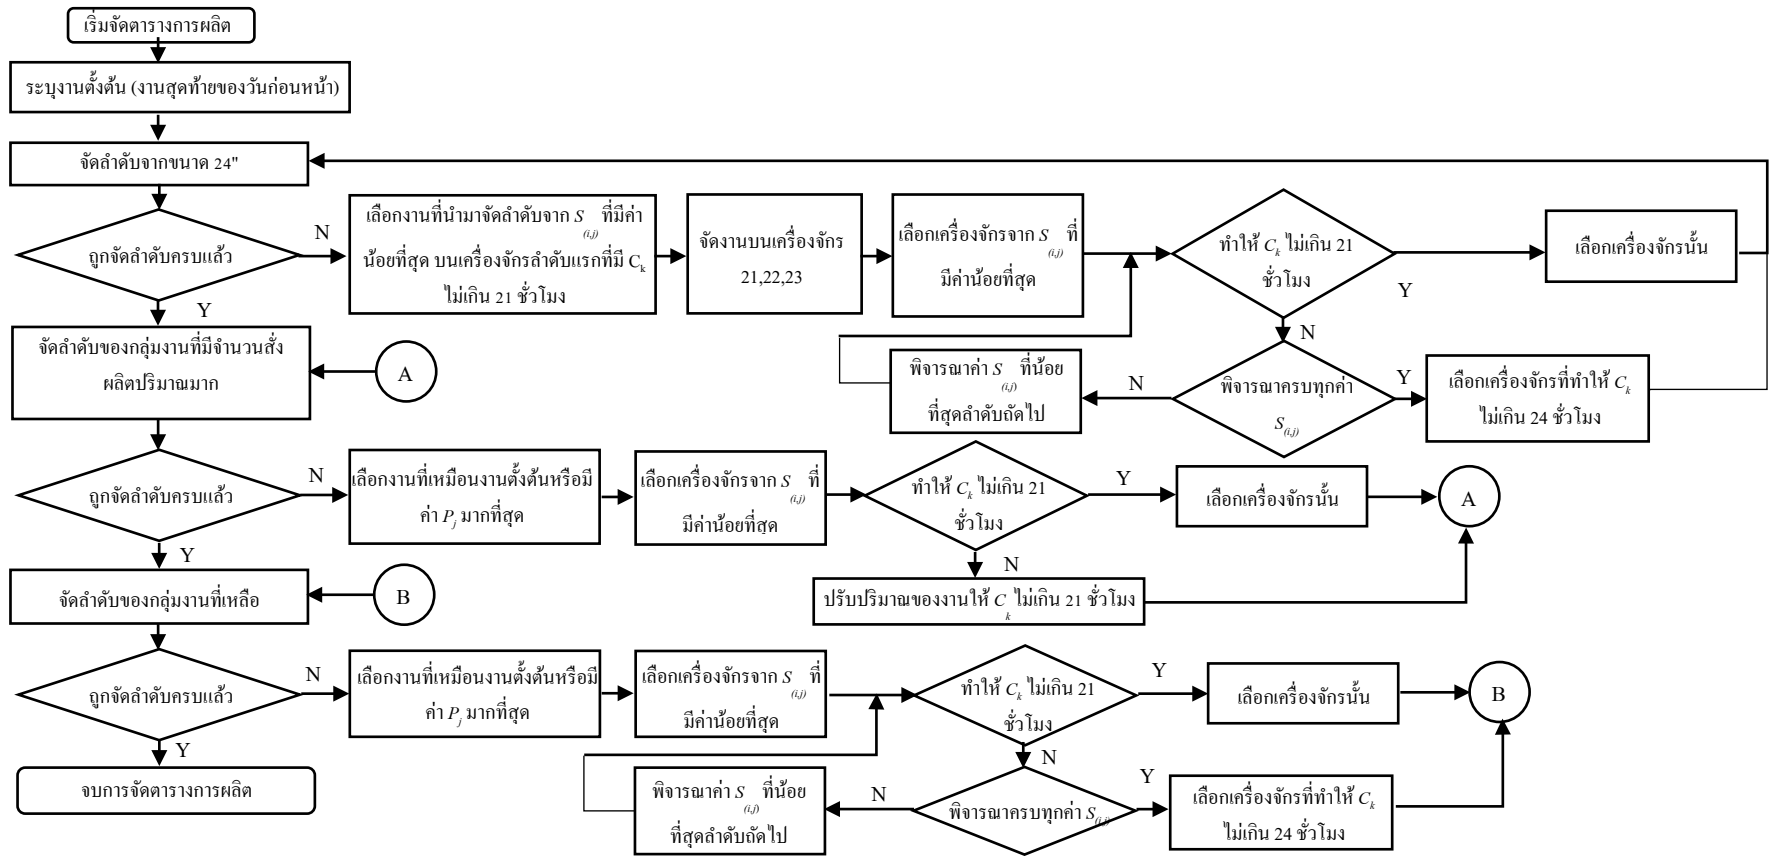 เริ่มจัดตารางการผลิต
ระบุงานตั้งต้น (งานสุดท้ายของวันก่อนหน้า)
จัดลำดับจากขนาด 24"
ถูกจัดลำดับครบแล้ว
N
Y
เลือกงานที่นำมาจัดลำดับจาก S(i,j) ที่มีค่า
น้อยที่สุด บนเครื่องจักรลำดับแรกที่มี Ck
ไม่เกิน 21 ชั่วโมง
จัดงานบนเครื่องจักร
21,22,23
เลือกเครื่องจักรจาก S(i,j) ที่
มีค่าน้อยที่สุด
ทำให้ Ck ไม่เกิน 21
ชั่วโมง
Y
N
เลือกเครื่องจักรนั้น
พิจารณาครบทุกค่า
S(i,j)
N
Y
พิจารณาค่า S(i,j) ที่น้อย
ที่สุดลำดับถัดไป
เลือกเครื่องจักรที่ทำให้ Ck
ไม่เกิน 24 ชั่วโมง
จัดลำดับของกลุ่มงานที่มีจำนวนสั่ง
ผลิตปริมาณมาก
A
ถูกจัดลำดับครบแล้ว
N
Y
เลือกงานที่เหมือนงานตั้งต้นหรือมี
ค่า Pj มากที่สุด
เลือกเครื่องจักรจาก S(i,j) ที่
มีค่าน้อยที่สุด
ทำให้ Ck ไม่เกิน 21
ชั่วโมง
Y
N
เลือกเครื่องจักรนั้น
A
ปรับปริมาณของงานให้ Ck ไม่เกิน 21 ชั่วโมง
จัดลำดับของกลุ่มงานที่เหลือ
B
ถูกจัดลำดับครบแล้ว
N
Y
เลือกงานที่เหมือนงานตั้งต้นหรือมี
ค่า Pj มากที่สุด
เลือกเครื่องจักรจาก S(i,j) ที่
มีค่าน้อยที่สุด
ทำให้ Ck ไม่เกิน 21
ชั่วโมง
Y
N
เลือกเครื่องจักรนั้น
B
พิจารณาครบทุกค่า S(i,j)
N
Y
พิจารณาค่า S(i,j) ที่น้อย
ที่สุดลำดับถัดไป
เลือกเครื่องจักรที่ทำให้ Ck
ไม่เกิน 24 ชั่วโมง
จบการจัดตารางการผลิต